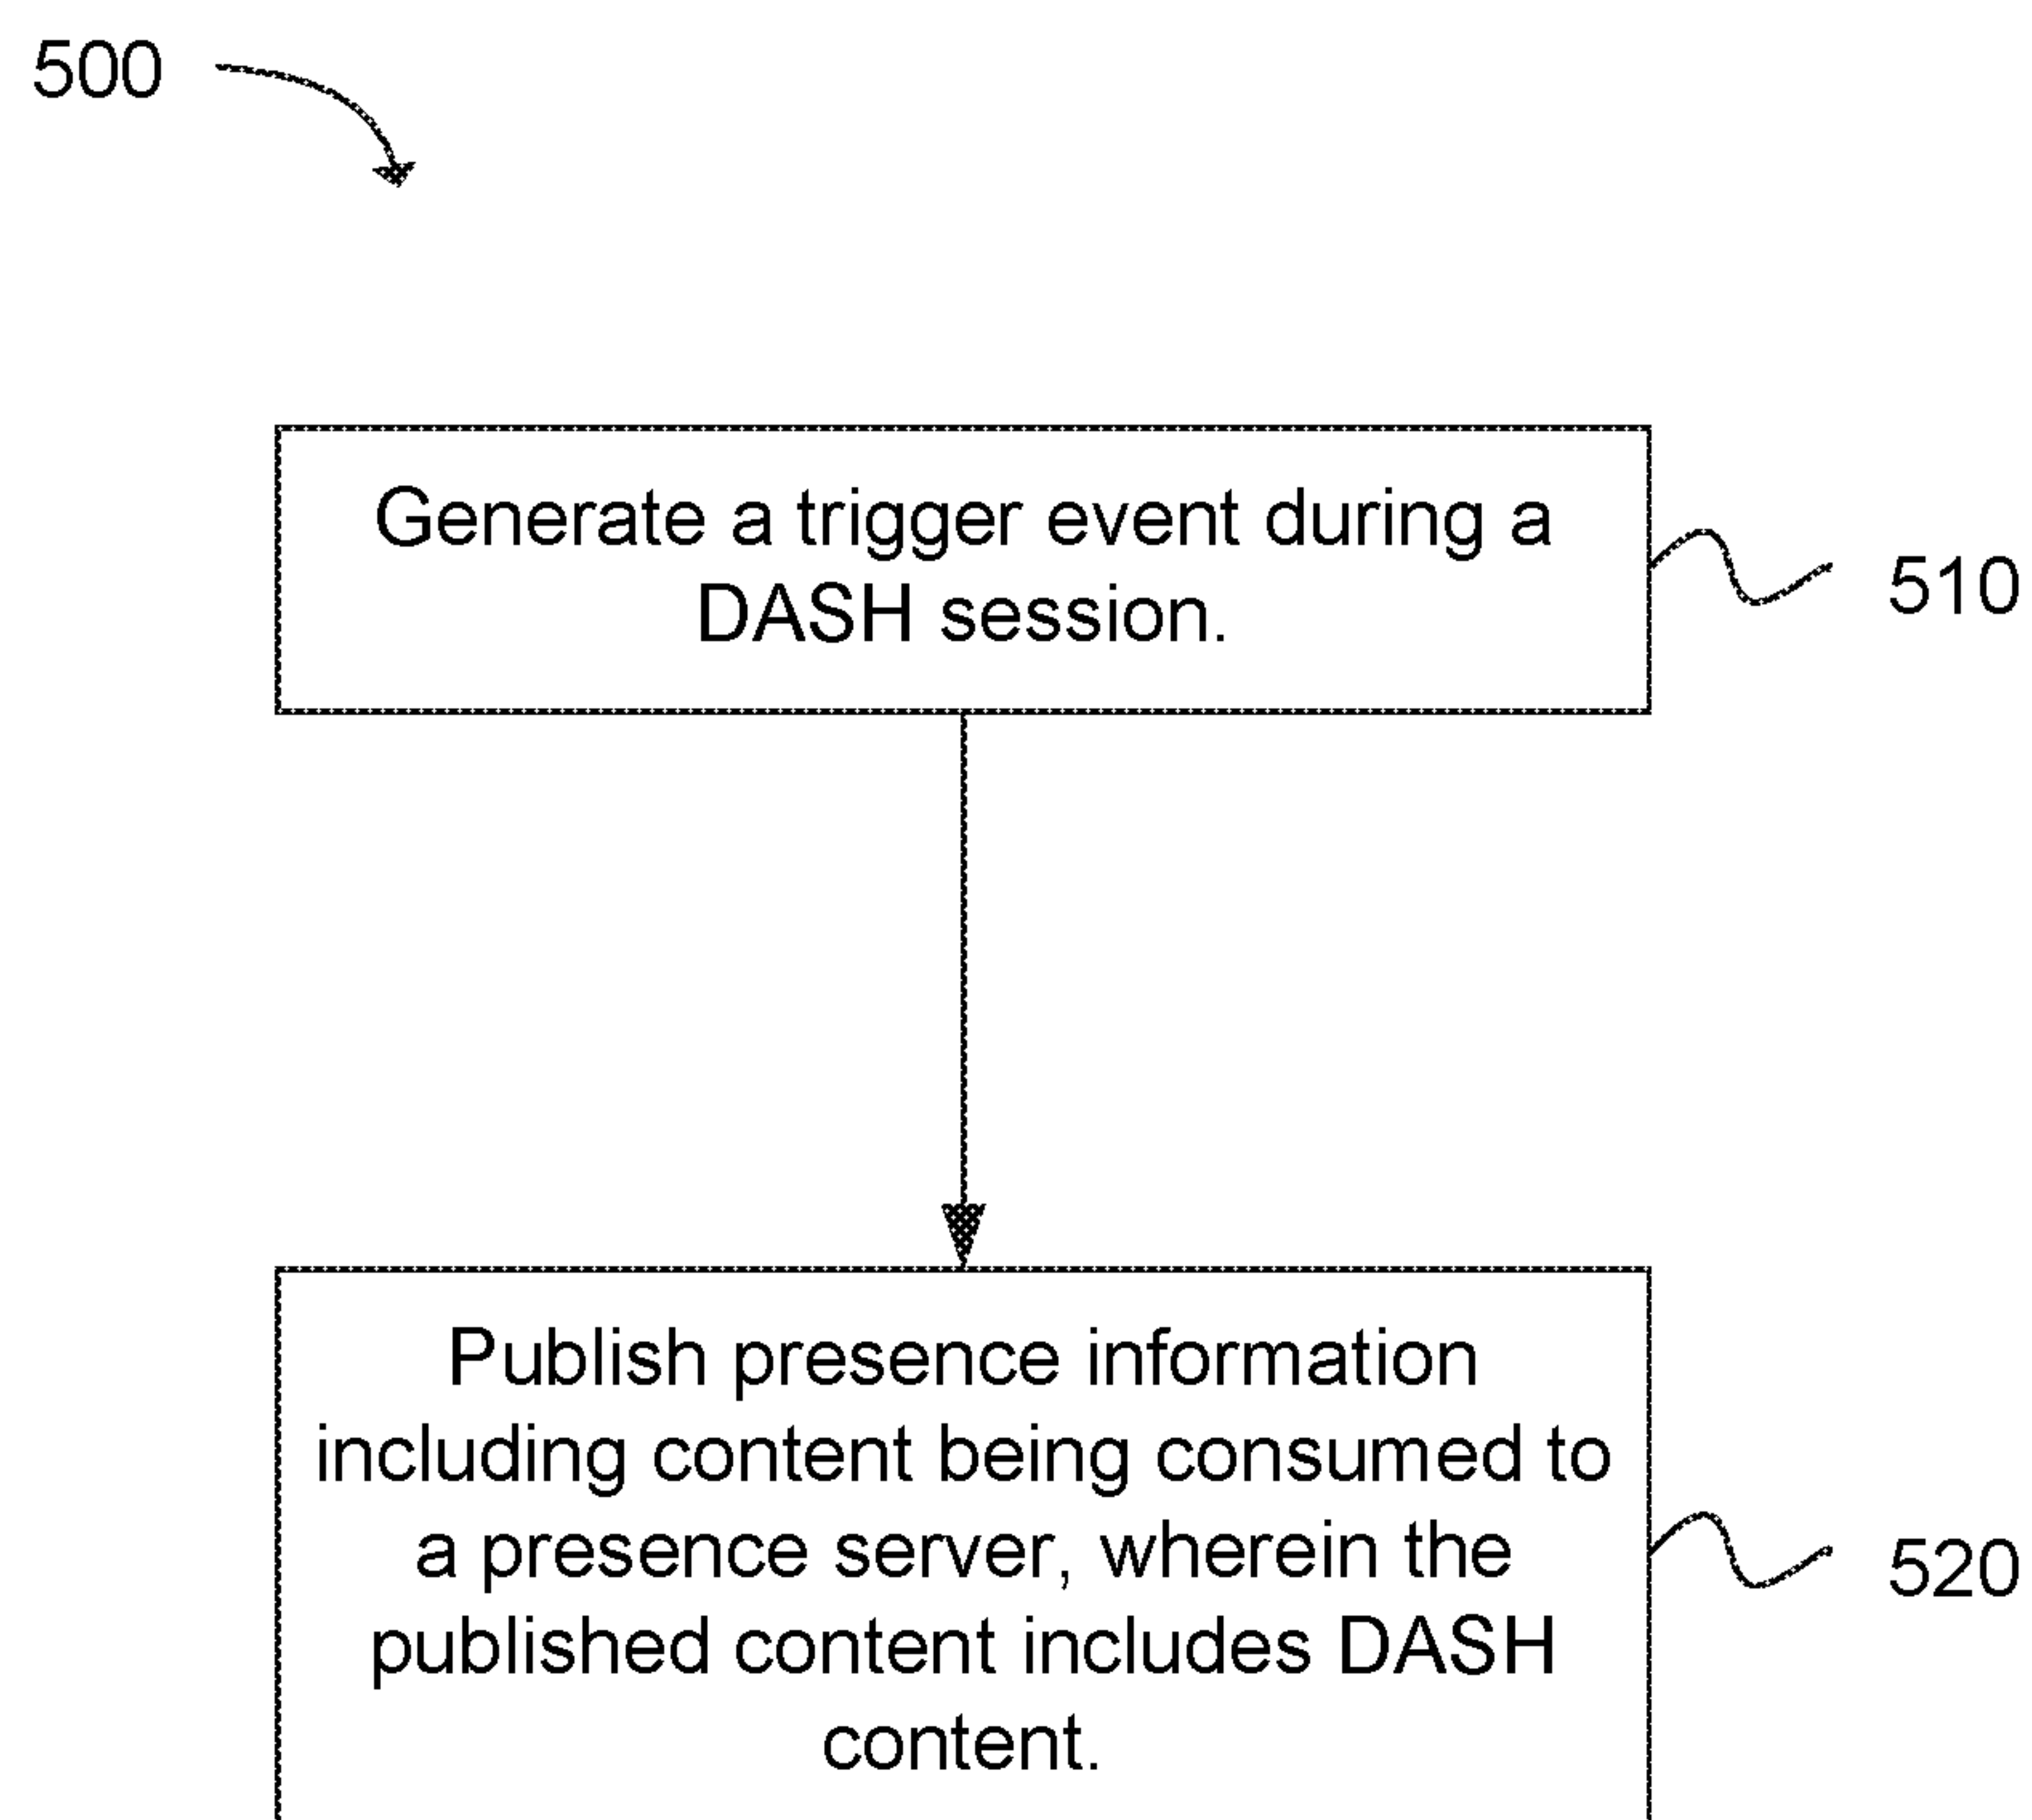 500
Generate a trigger event during a
DASH session.
510
Publish presence information
including content being consumed to
a presence server, wherein the
published content includes DASH
content.
520